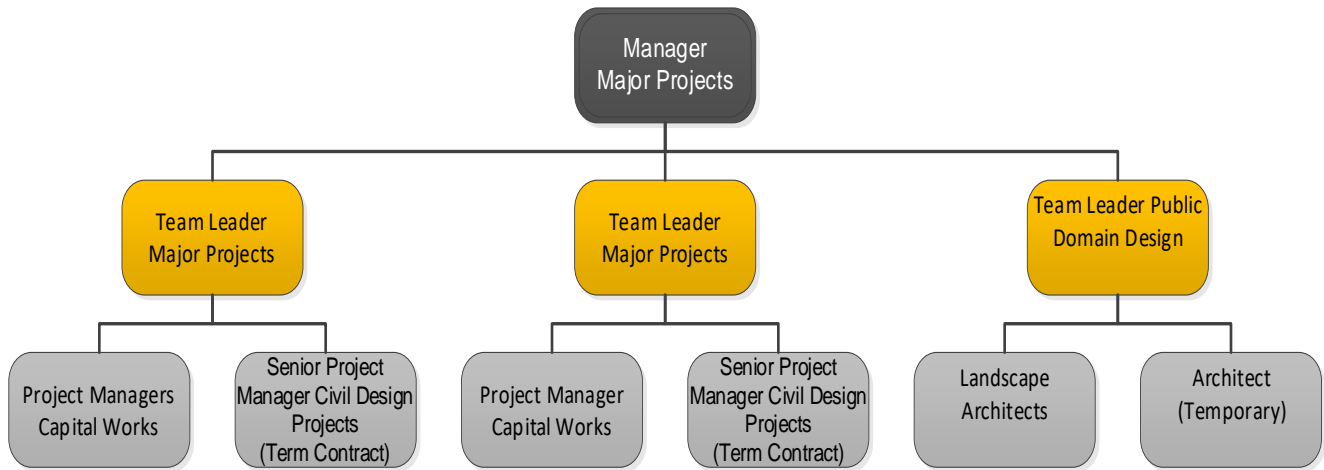 Manager
Major Projects
Team Leader
Major Projects
Team Leader
Major Projects
Team Leader Public
Domain Design
Project Managers
Capital Works
Senior Project
Manager Civil Design
Projects
(Term Contract)
Project Manager
Capital Works
Senior Project
Manager Civil Design
Projects
(Term Contract)
Landscape
Architects
Architect
(Temporary)